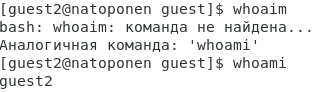 [guest2@natoponen guest]$ whoaim
bash: whoaim: команда не найдена...
Аналогичная команда: 'whoami'
[guest2@natoponen guest]$ whoami
guest2